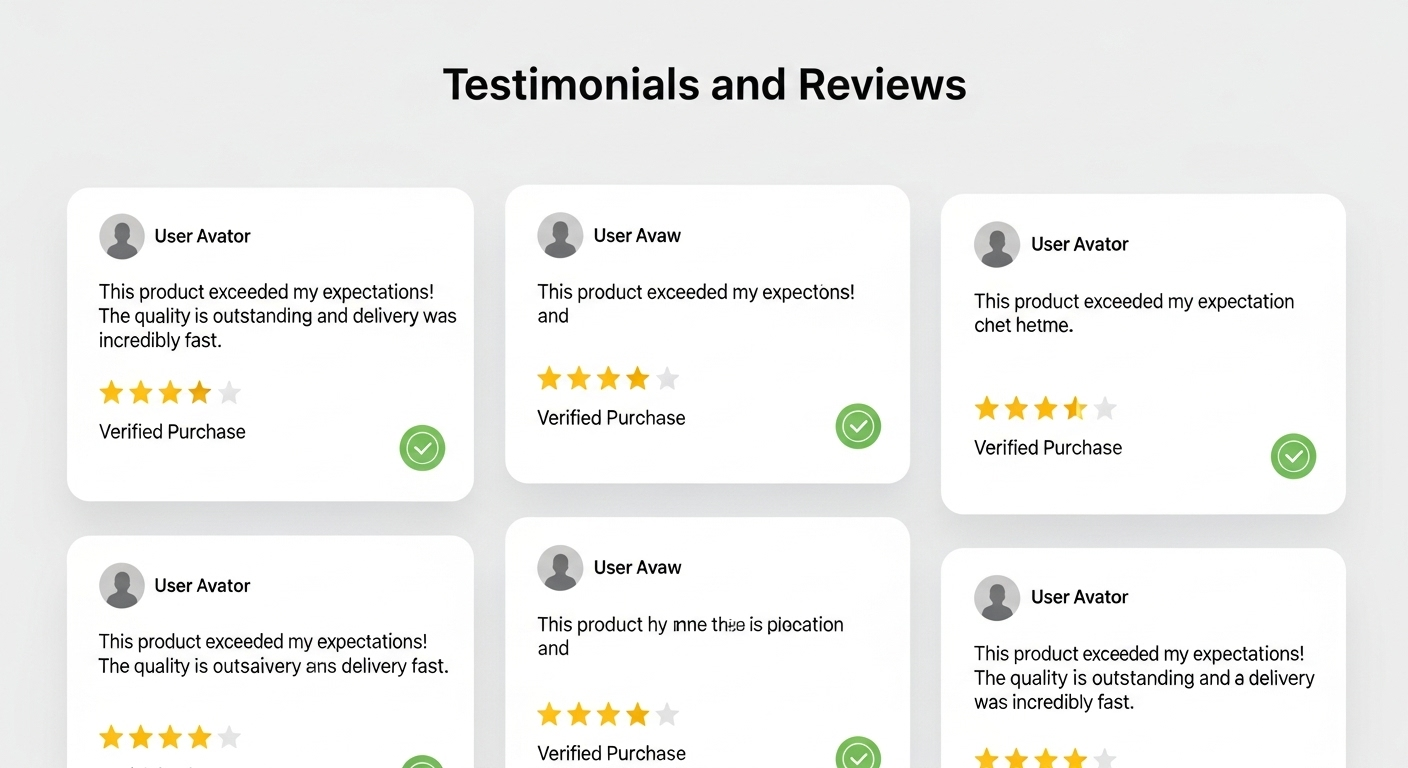 Testimonials and Reviews
User Avator
This product exceeded my expectations!
The quality is outstanding and delivery was
incredibly fast.
Verified Purchase
User Avaw
This product exceeded my expectons!
and
Verified Purchase
User Avator
This product exceeded my expectation
chet hetme.
Verified Purchase
User Avator
This product exceeded my expectations!
The quality is outsaivery ans delivery fast.
User Avaw
This product hy mne is piocation
and
Verified Purchase
User Avator
This product exceeded my expectations!
The quality is outstanding and a delivery
was incredibly fast.